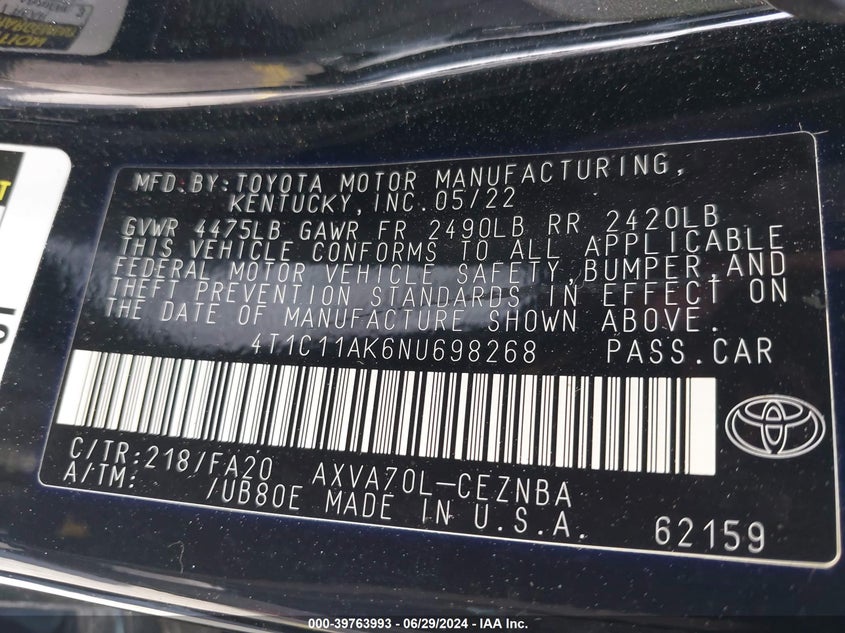 MFD.BY:TOYOTA MOTOR MANUFACTURING,
KENTUCKY,INC.05/22
GVWR 4475LB GAWR FR 2490LB RR 2420LB
THIS VEHICLE CONFORMS TO ALL APPLICABLE
FEDERAL MOTOR VEHICLE SAFETY,BUMPER,AND
THEFT PREVENTION STANDARDS IN EFFECT ON
THE DATE OF MANUFACTURE SHOWN ABOVE.
4T1C11AK6NU698268 PASS.CAR
C/TR:218/FA20 AXVA70L-CEZNBA
A/TM: /UB80E MADE IN U.S.A. 62159
000-39763993 - 06/29/2024 - IAA Inc.